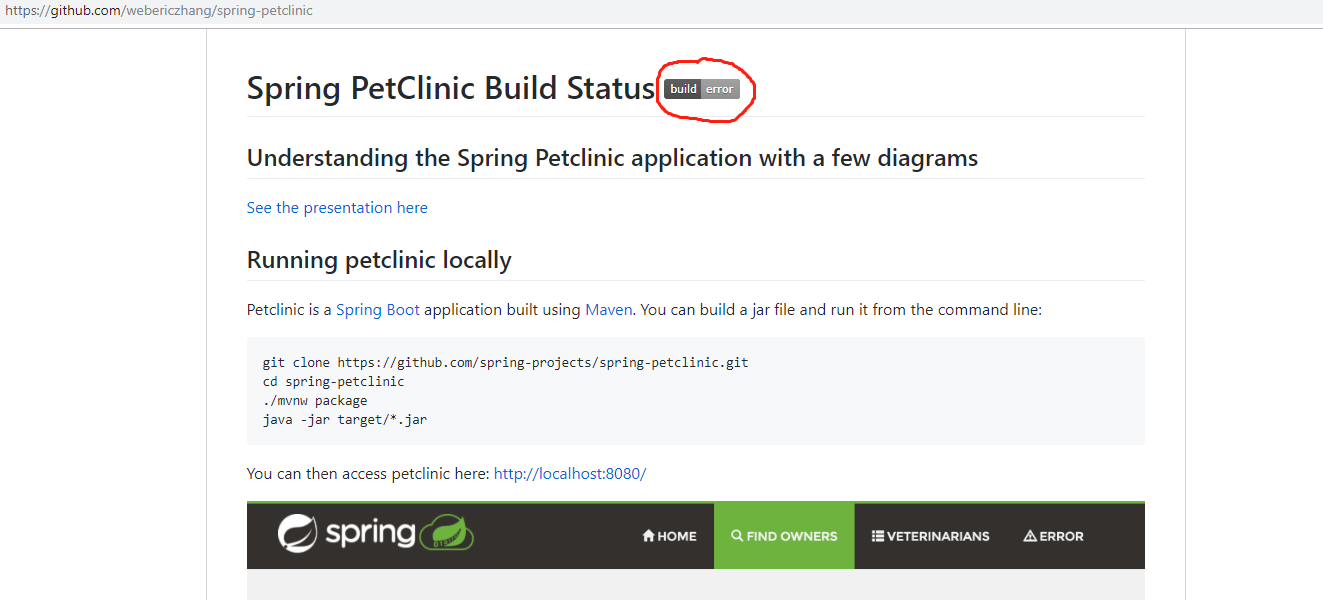 https://github.com/webericzhang/spring-petclinic
Spring PetClinic Build Status build error
Understanding the Spring Petclinic application with a few diagrams
See the presentation here
Running petclinic locally
Petclinic is a Spring Boot application built using Maven. You can build a jar file and run it from the command line:
git clone https://github.com/spring-projects/spring-petclinic.git
cd spring-petclinic
./mvnw package
java -jar target/*.jar
You can then access petclinic here: http://localhost:8080/
spring HOME FIND OWNERS VETERINARIANS ERROR